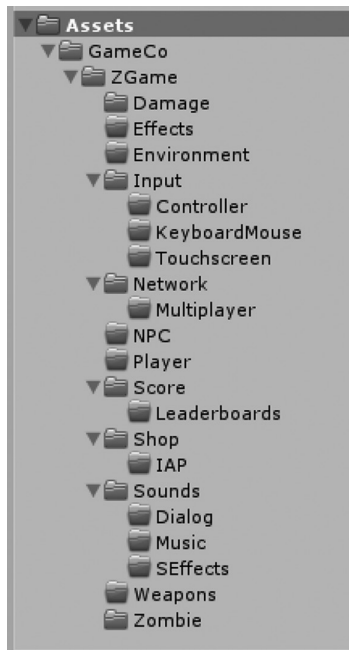 Assets
GameCo
ZGame
Damage
Effects
Environment
Input
Controller
KeyboardMouse
Touchscreen
Network
Multiplayer
NPC
Player
Score
Leaderboards
Shop
IAP
Sounds
Dialog
Music
SEffects
Weapons
Zombie